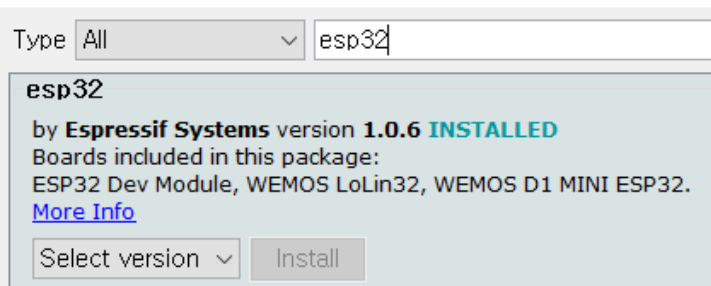 Type All esp32
esp32
by Espressif Systems version 1.0.6 INSTALLED
Boards included in this package:
ESP32 Dev Module, WEMOS LoLin32, WEMOS D1 MINI ESP32.
More Info
Select version Install